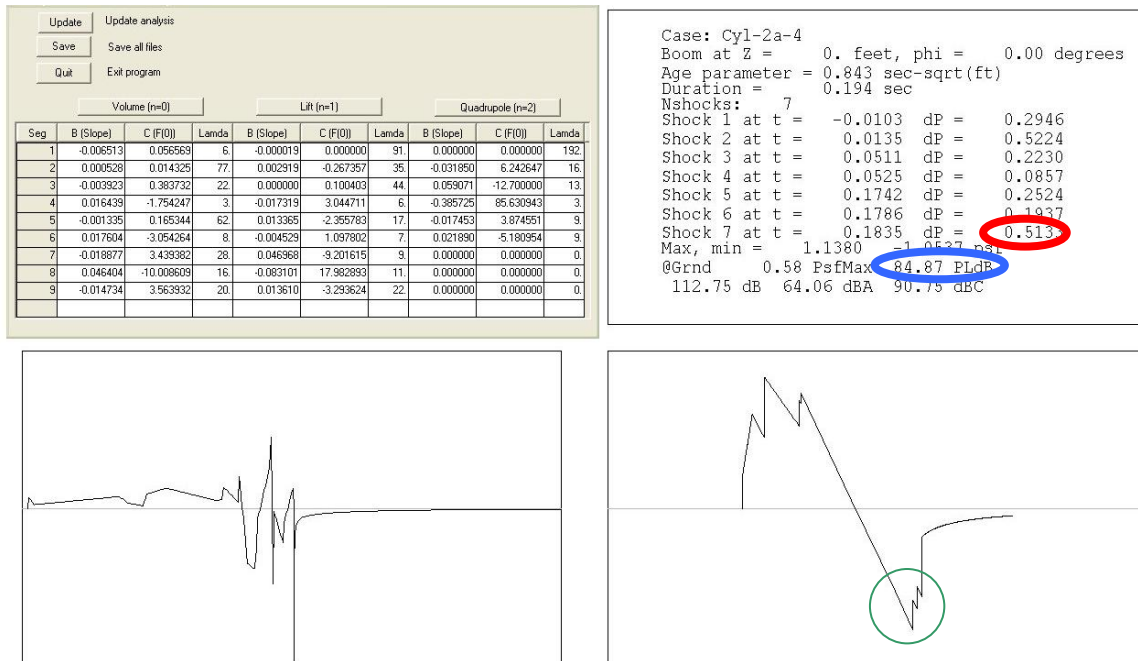 Update Update analysis
Save Save all files
Quit Exit program
Volume (n=0) Lift (n=1) Quadrupole (n=2)
Seg B (Slope) C (F(0)) Lamda B (Slope) C (F(0)) Lamda B (Slope) C (F(0)) Lamda
1 -0.006513 0.056569 6. -0.000019 0.000000 91. 0.000000 0.000000 192.
2 0.000528 0.014325 77. 0.002919 -0.267357 35. -0.031850 6.242647 16.
3 -0.003923 0.383732 22. 0.000000 0.100403 44. 0.059071 -12.700000 13.
4 0.016439 -1.754247 3. -0.017319 3.044711 6. -0.385725 85.630943 3.
5 -0.001335 0.165344 62. 0.013365 -2.355783 17. -0.017453 3.874551 9.
6 0.017604 -3.054264 8. -0.004529 1.097802 7. 0.021890 -5.180954 9.
7 -0.018877 3.439382 28. 0.046968 -9.201615 9. 0.000000 0.000000 0.
8 0.046404 -10.008609 16. -0.083101 17.982893 11. 0.000000 0.000000 0.
9 -0.014734 3.563932 20. 0.013610 -3.293624 22. 0.000000 0.000000 0.
Case: Cyl-2a-4
Boom at Z = 0. feet, phi = 0.00 degrees
Age parameter = 0.843 sec-sqrt(ft)
Duration = 0.194 sec
Nshocks: 7
Shock 1 at t = -0.0103 dP = 0.2946
Shock 2 at t = 0.0135 dP = 0.5224
Shock 3 at t = 0.0511 dP = 0.2230
Shock 4 at t = 0.0525 dP = 0.0857
Shock 5 at t = 0.1742 dP = 0.2524
Shock 6 at t = 0.1786 dP = 0.1937
Shock 7 at t = 0.1835 dP = 0.5133
Max, min = 1.1380 -1.0537 psf
@Grnd 0.58 PsfMax 84.87 PLdB
112.75 dB 64.06 dBA 90.75 dBC